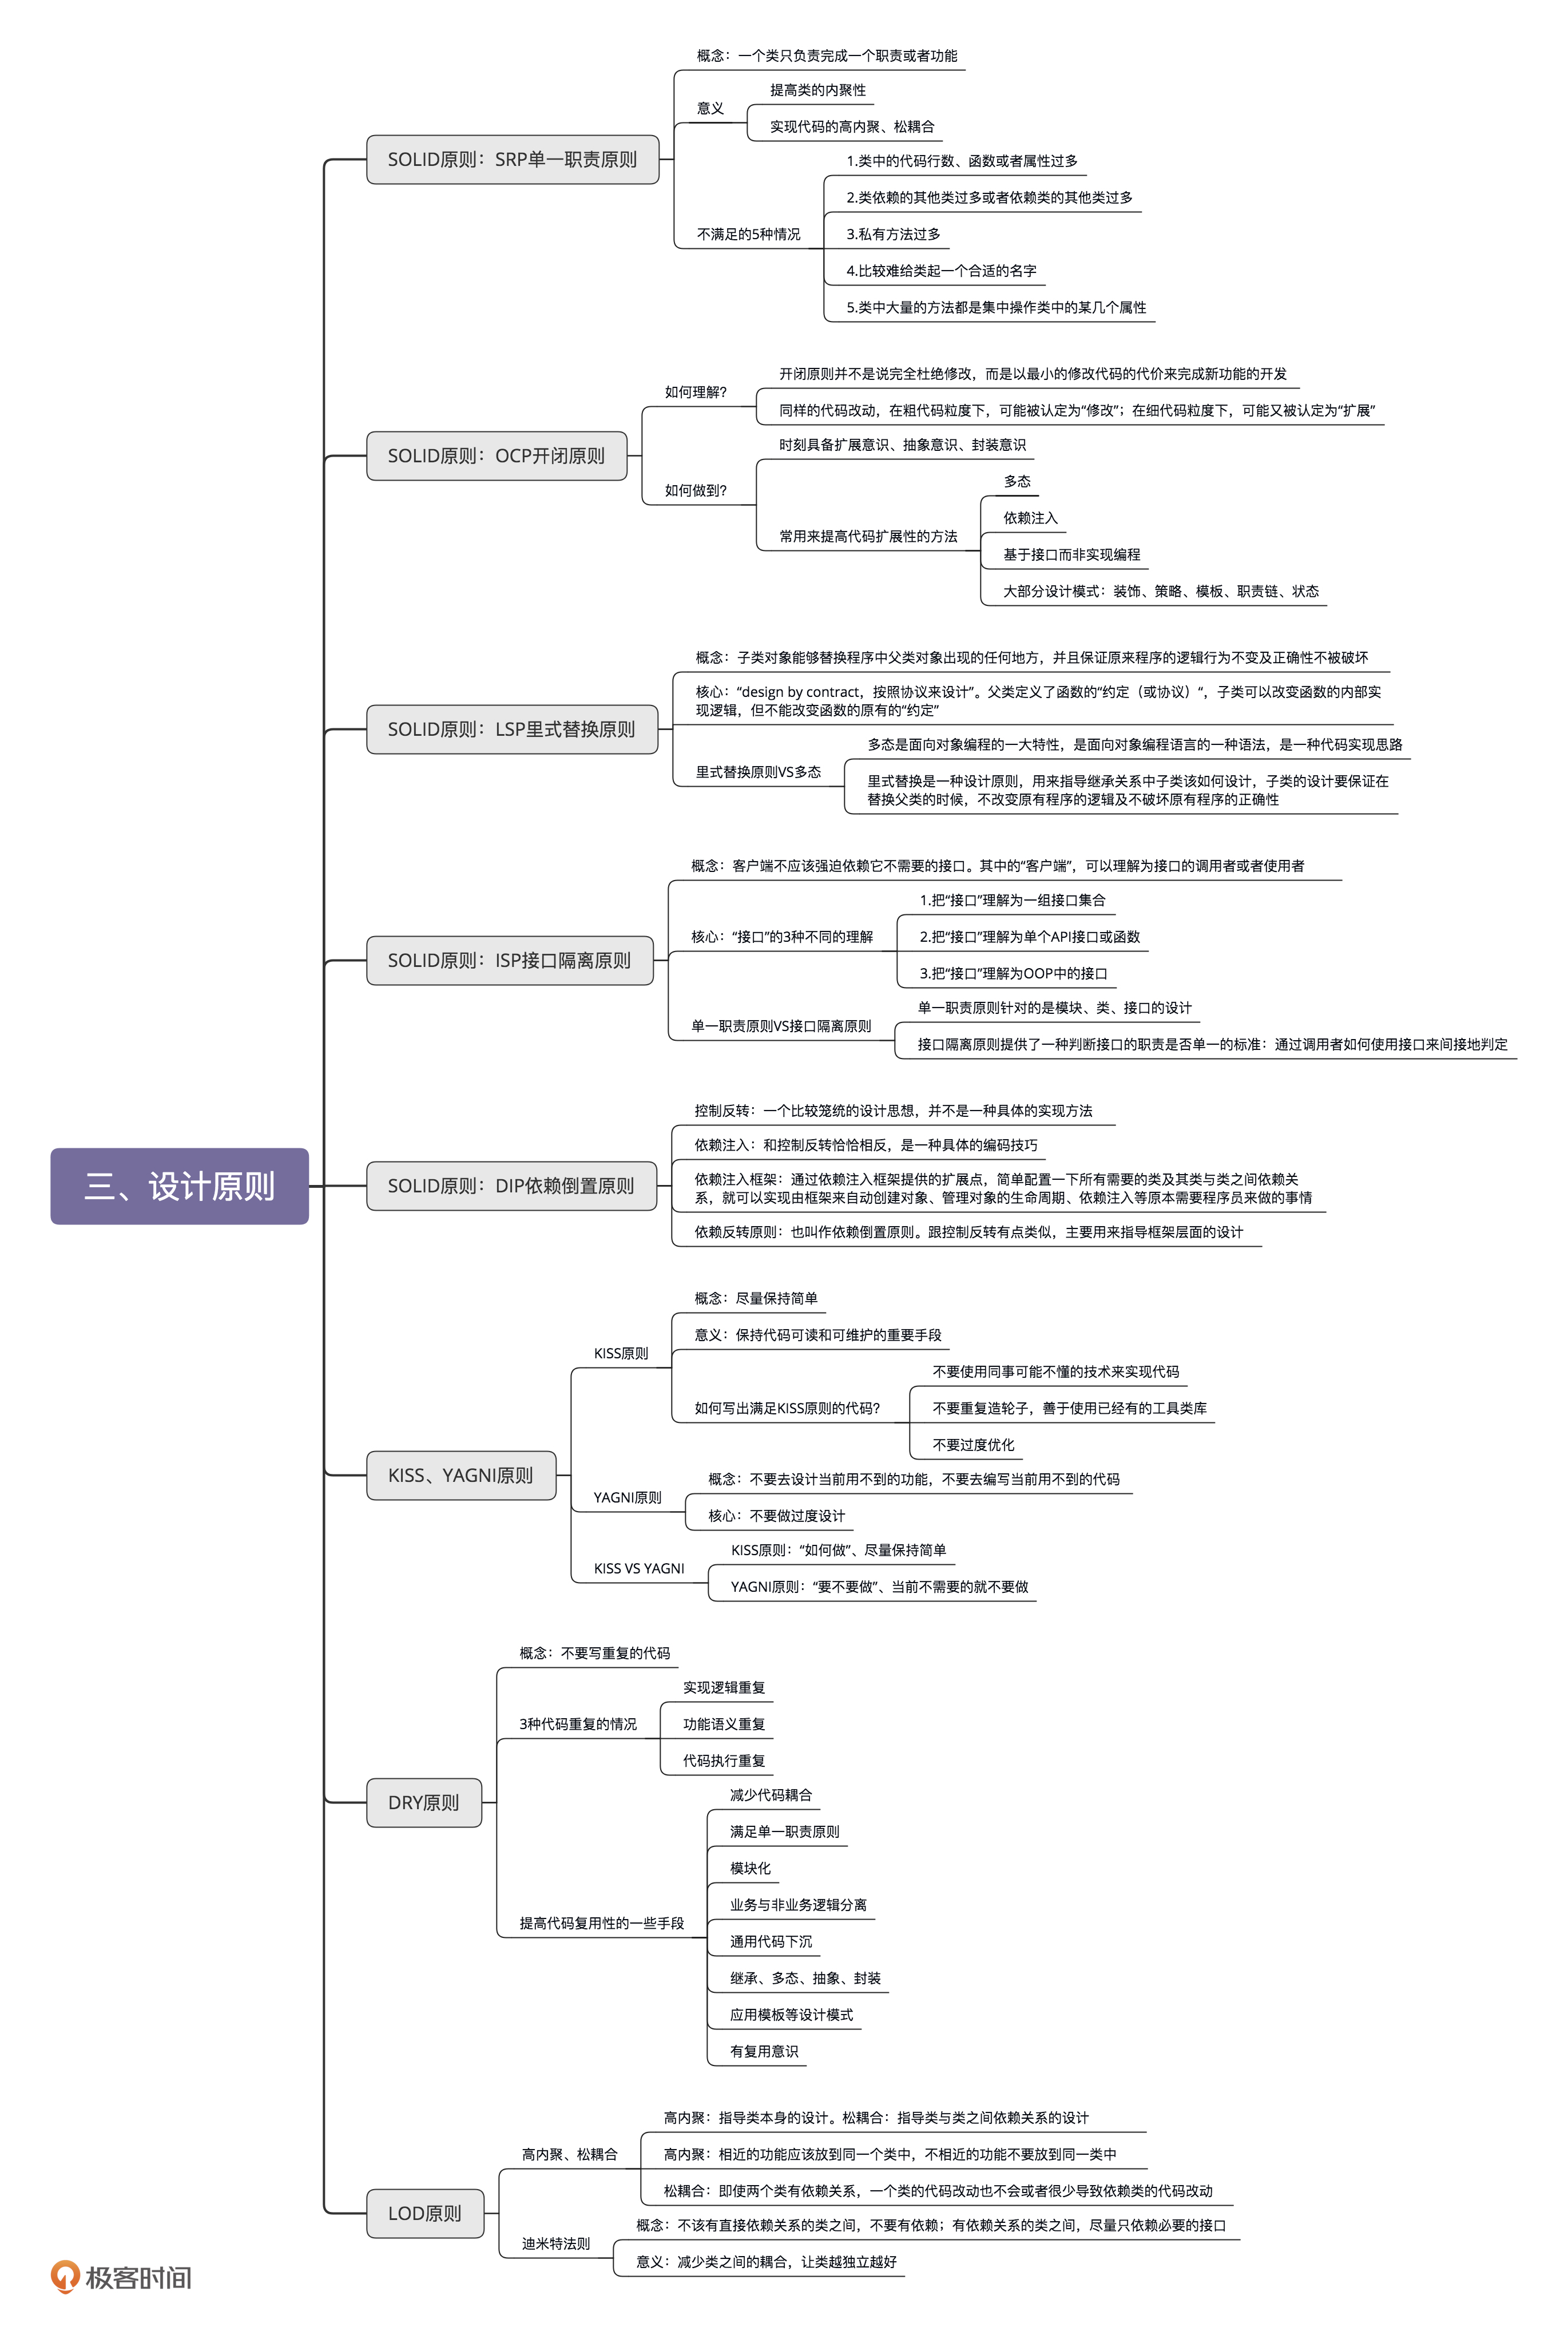 三、设计原则
SOLID原则：SRP单一职责原则
概念：一个类只负责完成一个职责或者功能
意义
提高类的内聚性
实现代码的高内聚、松耦合
不满足的5种情况
1.类中的代码行数、函数或者属性过多
2.类依赖的其他类过多或者依赖类的其他类过多
3.私有方法过多
4.比较难给类起一个合适的名字
5.类中大量的方法都是集中操作类中的某几个属性
SOLID原则：OCP开闭原则
如何理解？
开闭原则并不是说完全杜绝修改，而是以最小的修改代码的代价来完成新功能的开发
同样的代码改动，在粗代码粒度下，可能被认定为“修改”；在细代码粒度下，可能又被认定为“扩展”
如何做到？
时刻具备扩展意识、抽象意识、封装意识
常用来提高代码扩展性的方法
多态
依赖注入
基于接口而非实现编程
大部分设计模式：装饰、策略、模板、职责链、状态
SOLID原则：LSP里式替换原则
概念：子类对象能够替换程序中父类对象出现的任何地方，并且保证原来程序的逻辑行为不变及正确性不被破坏
核心：“design by contract，按照协议来设计”。父类定义了函数的“约定（或协议）“，子类可以改变函数的内部实
现逻辑，但不能改变函数的原有的“约定”
里式替换原则VS多态
多态是面向对象编程的一大特性，是面向对象编程语言的一种语法，是一种代码实现思路
里式替换是一种设计原则，用来指导继承关系中子类该如何设计，子类的设计要保证在
替换父类的时候，不改变原有程序的逻辑及不破坏原有程序的正确性
SOLID原则：ISP接口隔离原则
概念：客户端不应该强迫依赖它不需要的接口。其中的“客户端”，可以理解为接口的调用者或者使用者
核心：“接口”的3种不同的理解
1.把“接口”理解为一组接口集合
2.把“接口”理解为单个API接口或函数
3.把“接口”理解为OOP中的接口
单一职责原则VS接口隔离原则
单一职责原则针对的是模块、类、接口的设计
接口隔离原则提供了一种判断接口的职责是否单一的标准：通过调用者如何使用接口来间接地判定
SOLID原则：DIP依赖倒置原则
控制反转：一个比较笼统的设计思想，并不是一种具体的实现方法
依赖注入：和控制反转恰恰相反，是一种具体的编码技巧
依赖注入框架：通过依赖注入框架提供的扩展点，简单配置一下所有需要的类及其类与类之间依赖关
系，就可以实现由框架来自动创建对象、管理对象的生命周期、依赖注入等原本需要程序员来做的事情
依赖反转原则：也叫作依赖倒置原则。跟控制反转有点类似，主要用来指导框架层面的设计
KISS、YAGNI原则
KISS原则
概念：尽量保持简单
意义：保持代码可读和可维护的重要手段
如何写出满足KISS原则的代码？
不要使用同事可能不懂的技术来实现代码
不要重复造轮子，善于使用已经有的工具类库
不要过度优化
YAGNI原则
概念：不要去设计当前用不到的功能，不要去编写当前用不到的代码
核心：不要做过度设计
KISS VS YAGNI
KISS原则：“如何做”、尽量保持简单
YAGNI原则：“要不要做”、当前不需要的就不要做
DRY原则
概念：不要写重复的代码
3种代码重复的情况
实现逻辑重复
功能语义重复
代码执行重复
提高代码复用性的一些手段
减少代码耦合
满足单一职责原则
模块化
业务与非业务逻辑分离
通用代码下沉
继承、多态、抽象、封装
应用模板等设计模式
有复用意识
LOD原则
高内聚、松耦合
高内聚：指导类本身的设计。松耦合：指导类与类之间依赖关系的设计
高内聚：相近的功能应该放到同一个类中，不相近的功能不要放到同一类中
松耦合：即使两个类有依赖关系，一个类的代码改动也不会或者很少导致依赖类的代码改动
迪米特法则
概念：不该有直接依赖关系的类之间，不要有依赖；有依赖关系的类之间，尽量只依赖必要的接口
意义：减少类之间的耦合，让类越独立越好
极客时间